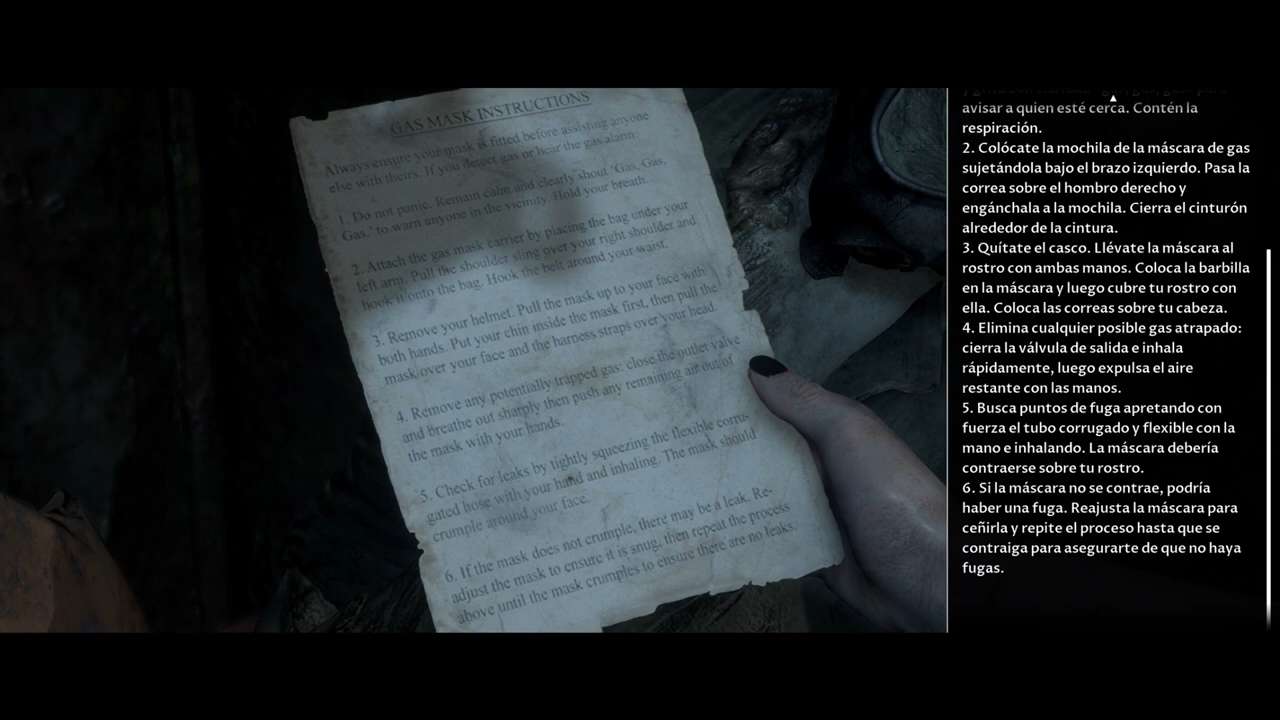 GAS MASK INSTRUCTIONS
Always ensure your mask is fitted before assisting anyone
else with theirs. If you detect gas or hear the gas alarm:
1. Do not panic. Remain calm and clearly shout 'Gas, Gas,
Gas.' to warn anyone in the vicinity. Hold your breath.
2. Attach the gas mask carrier by placing the bag under your
left arm. Pull the shoulder sling over your right shoulder and
hook it onto the bag. Hook the belt around your waist.
3. Remove your helmet. Pull the mask up to your face with
both hands. Put your chin inside the mask first, then pull the
mask over your face and the harness straps over your head.
4. Remove any potentially trapped gas: close the outlet valve
and breathe out sharply then push any remaining air out of
the mask with your hands.
5. Check for leaks by tightly squeezing the flexible corru-
gated hose with your hand and inhaling. The mask should
crumple around your face.
6. If the mask does not crumple, there may be a leak. Re-
adjust the mask to ensure it is snug, then repeat the process
above until the mask crumples to ensure there are no leaks.
avisar a quien esté cerca. Contén la
respiración.
2. Colócate la mochila de la máscara de gas
sujetándola bajo el brazo izquierdo. Pasa la
correa sobre el hombro derecho y
engánchala a la mochila. Cierra el cinturón
alrededor de la cintura.
3. Quítate el casco. Llévate la máscara al
rostro con ambas manos. Coloca la barbilla
en la máscara y luego cubre tu rostro con
ella. Coloca las correas sobre tu cabeza.
4. Elimina cualquier posible gas atrapado:
cierra la válvula de salida e inhala
rápidamente, luego expulsa el aire
restante con las manos.
5. Busca puntos de fuga apretando con
fuerza el tubo corrugado y flexible con la
mano e inhalando. La máscara debería
contraerse sobre tu rostro.
6. Si la máscara no se contrae, podría
haber una fuga. Reajusta la máscara para
ceñirla y repite el proceso hasta que se
contraiga para asegurarte de que no haya
fugas.